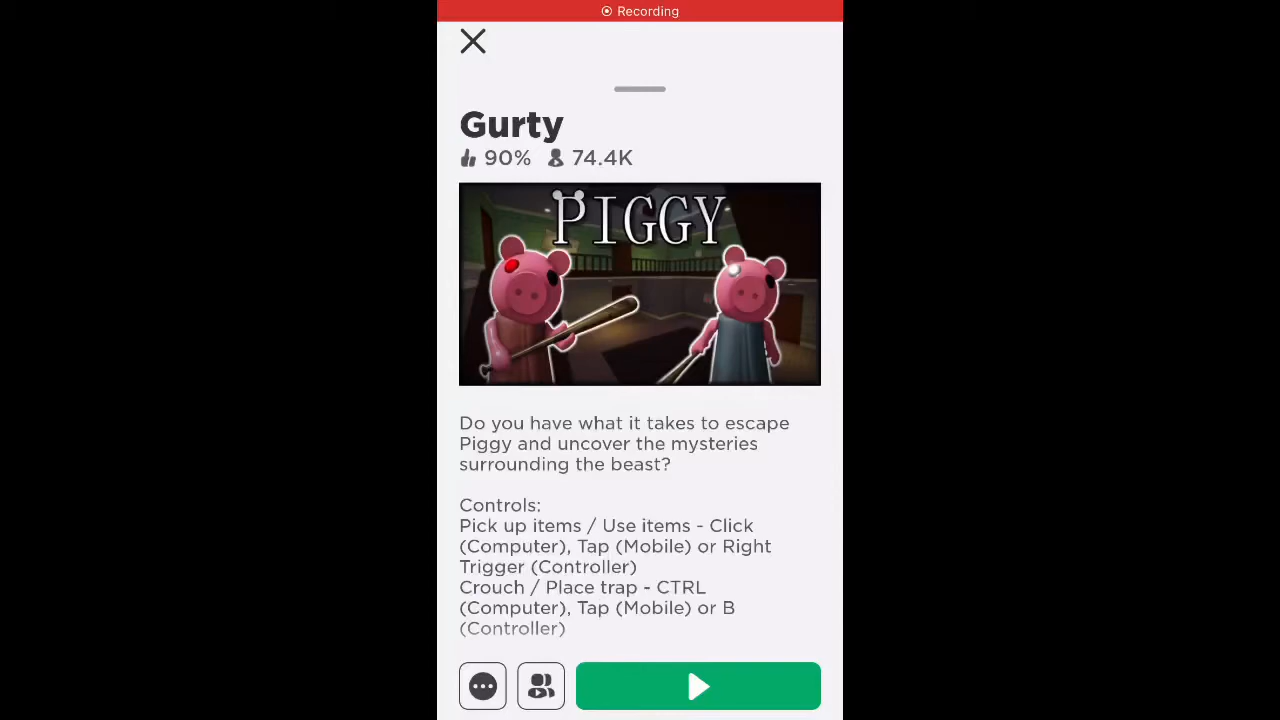 Recording
Gurty
90% 74.4K
PIGGY
Do you have what it takes to escape
Piggy and uncover the mysteries
surrounding the beast?
Controls:
Pick up items / Use items - Click
(Computer), Tap (Mobile) or Right
Trigger (Controller)
Crouch / Place trap - CTRL
(Computer), Tap (Mobile) or B
(Controller)